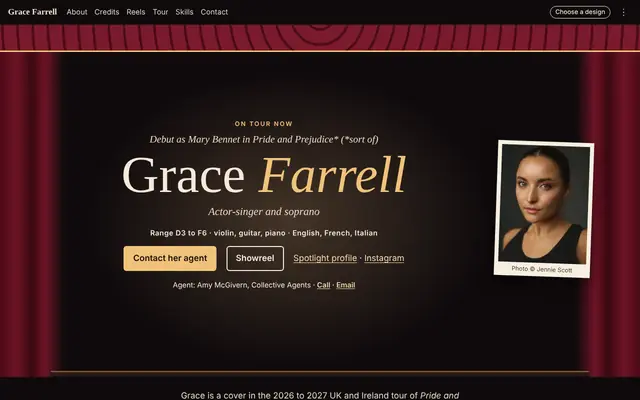 Grace Farrell About Credits Reels Tour Skills Contact Choose a design
ON TOUR NOW
Debut as Mary Bennet in Pride and Prejudice* (*sort of)
Grace Farrell
Actor-singer and soprano
Range D3 to F6 · violin, guitar, piano · English, French, Italian
Contact her agent Showreel Spotlight profile · Instagram
Agent: Amy McGivern, Collective Agents · Call · Email
Photo © Jennie Scott
Grace is a cover in the 2026 to 2027 UK and Ireland tour of Pride and